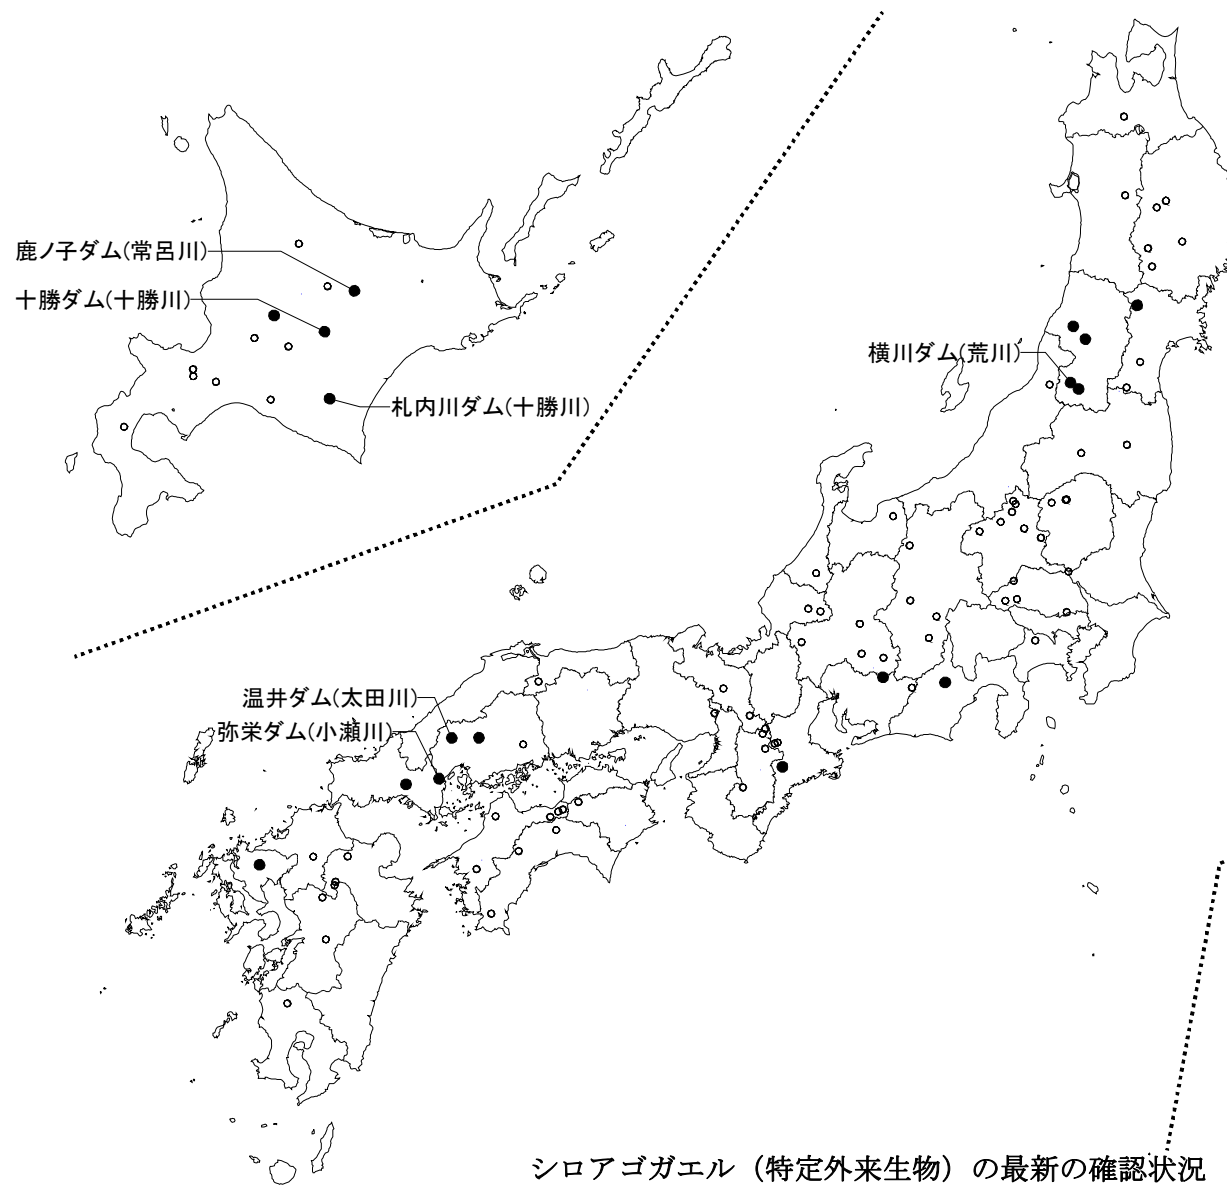 鹿ノ子ダム(常呂川)
十勝ダム(十勝川)
横川ダム(荒川)
札内川ダム(十勝川)
温井ダム(太田川)
弥栄ダム(小瀬川)
シロアゴガエル（特定外来生物）の最新の確認状況